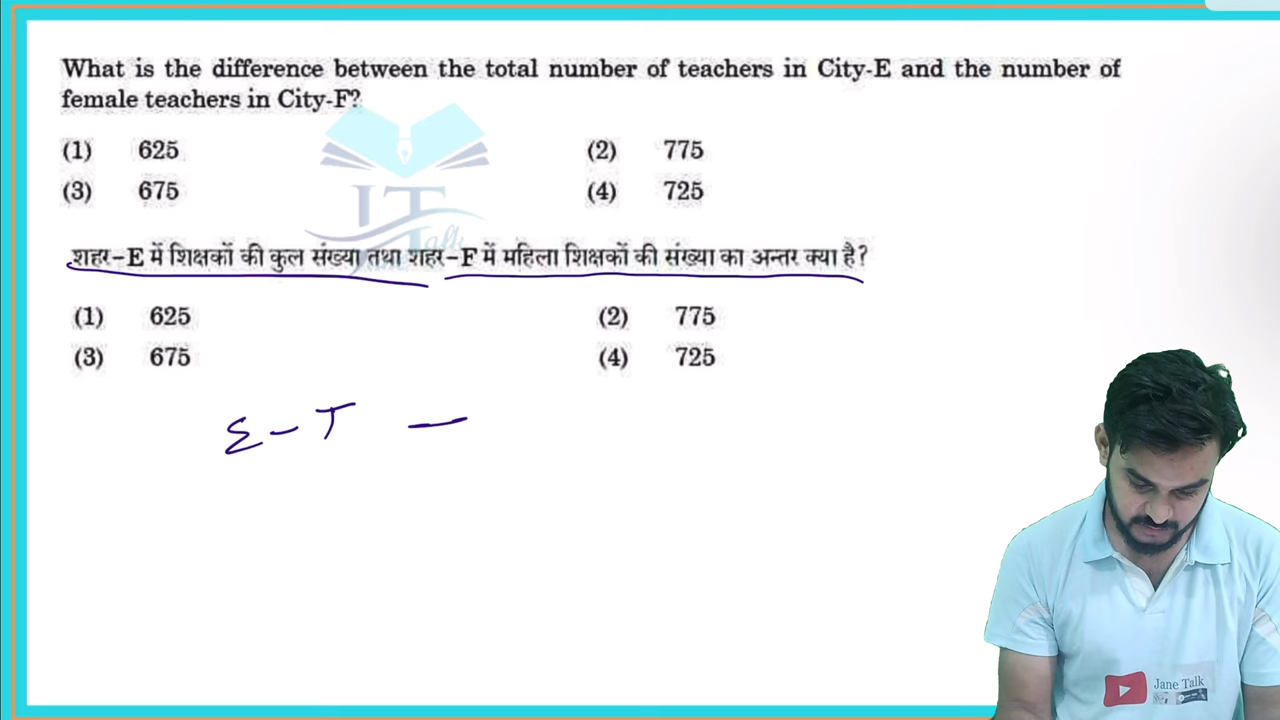 What is the difference between the total number of teachers in City-E and the number of
female teachers in City-F?
(1) 625 (2) 775
(3) 675 (4) 725
IT
Talk
शहर-E में शिक्षकों की कुल संख्या तथा शहर-F में महिला शिक्षकों की संख्या का अन्तर क्या है?
(1) 625 (2) 775
(3) 675 (4) 725
E - T -
Jane Talk